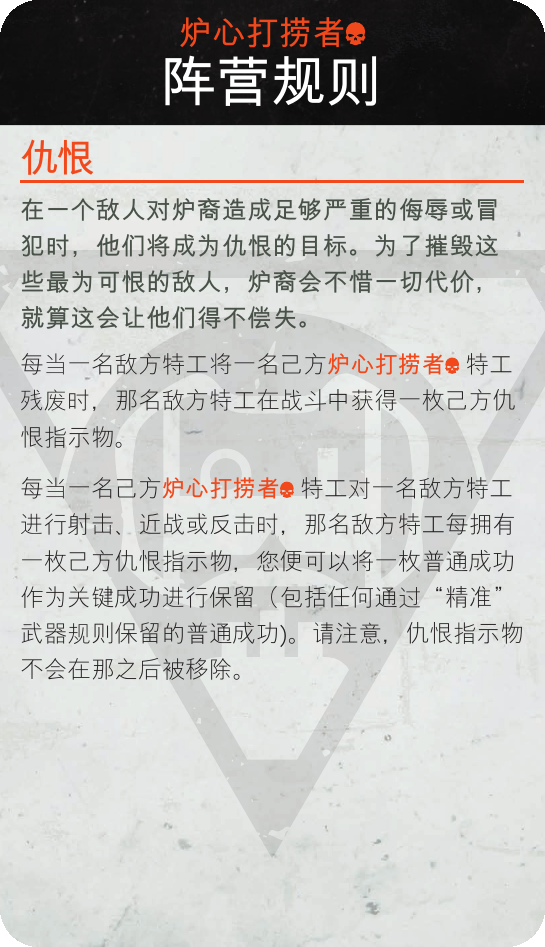 炉心打捞者
阵营规则
仇恨
在一个敌人对炉裔造成足够严重的侮辱或冒
犯时，他们将成为仇恨的目标。为了摧毁这
些最为可恨的敌人，炉裔会不惜一切代价，
就算这会让他们得不偿失。
每当一名敌方特工将一名己方炉心打捞者 特工
残废时，那名敌方特工在战斗中获得一枚己方仇
恨指示物。
每当一名己方炉心打捞者 特工对一名敌方特工
进行射击、近战或反击时，那名敌方特工每拥有
一枚己方仇恨指示物，您便可以将一枚普通成功
作为关键成功进行保留（包括任何通过“精准”
武器规则保留的普通成功)。请注意，仇恨指示物
不会在那之后被移除。